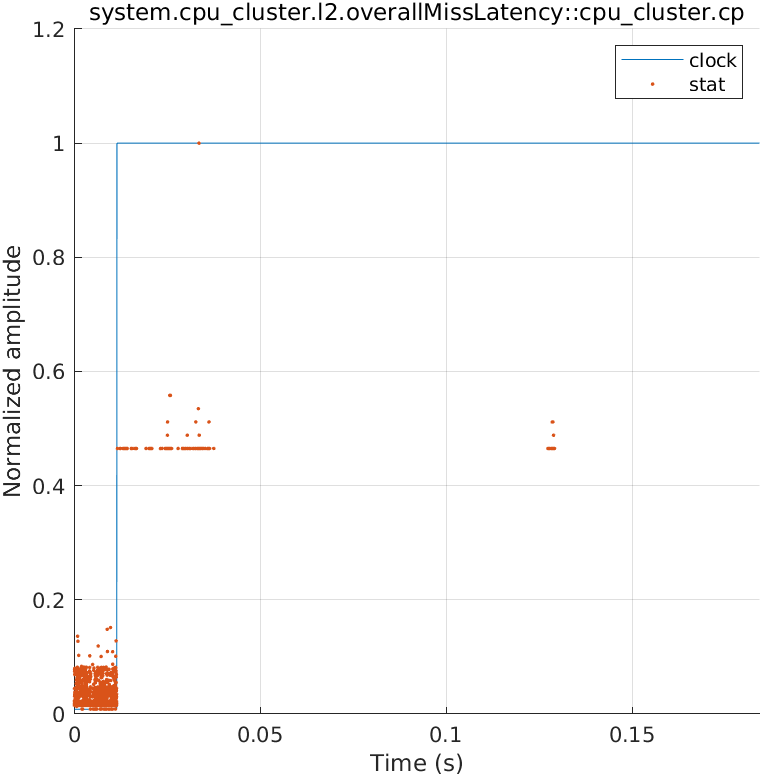 system.cpu_cluster.l2.overallMissLatency::cpu_cluster.cp
1.2
1
0.8
0.6
0.4
0.2
0
Normalized amplitude
clock
stat
0
0.05
0.1
0.15
Time (s)